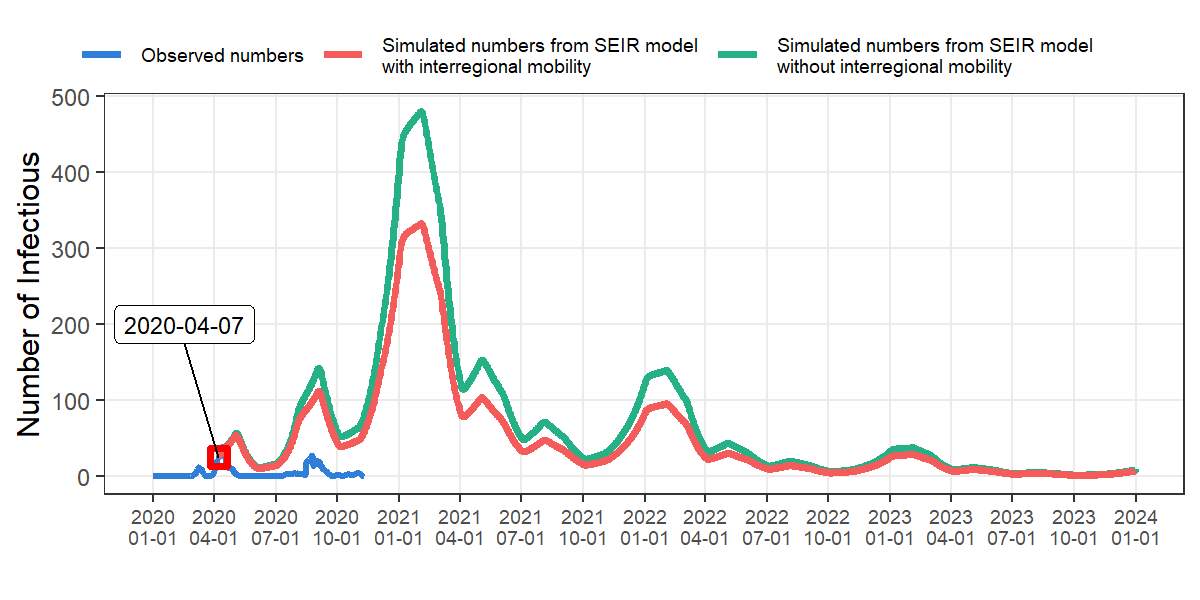 Observed numbers
Simulated numbers from SEIR model
with interregional mobility
Simulated numbers from SEIR model
without interregional mobility
Number of Infectious
500
400
300
200
100
0
2020-04-07
2020 2020 2020 2020 2021 2021 2021 2021 2022 2022 2022 2022 2023 2023 2023 2023 2024
01-01 04-01 07-01 10-01 01-01 04-01 07-01 10-01 01-01 04-01 07-01 10-01 01-01 04-01 07-01 10-01 01-01